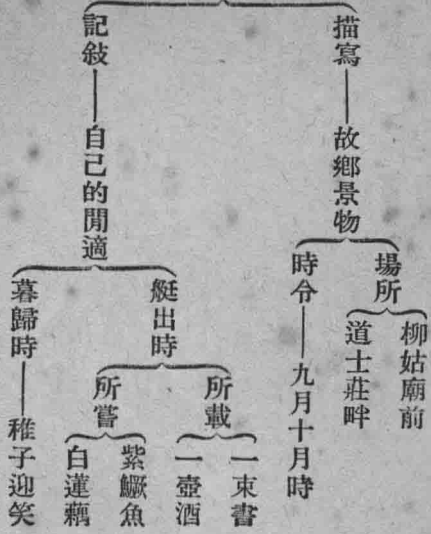 描寫——故鄉景物
場所
柳姑廟前
道士莊畔
時令——九月十月時
記敍——自己的閒適
艇出時
所載
一束書
一壺酒
所嘗
紫鱖魚
白蓮藕
暮歸時——稚子迎笑